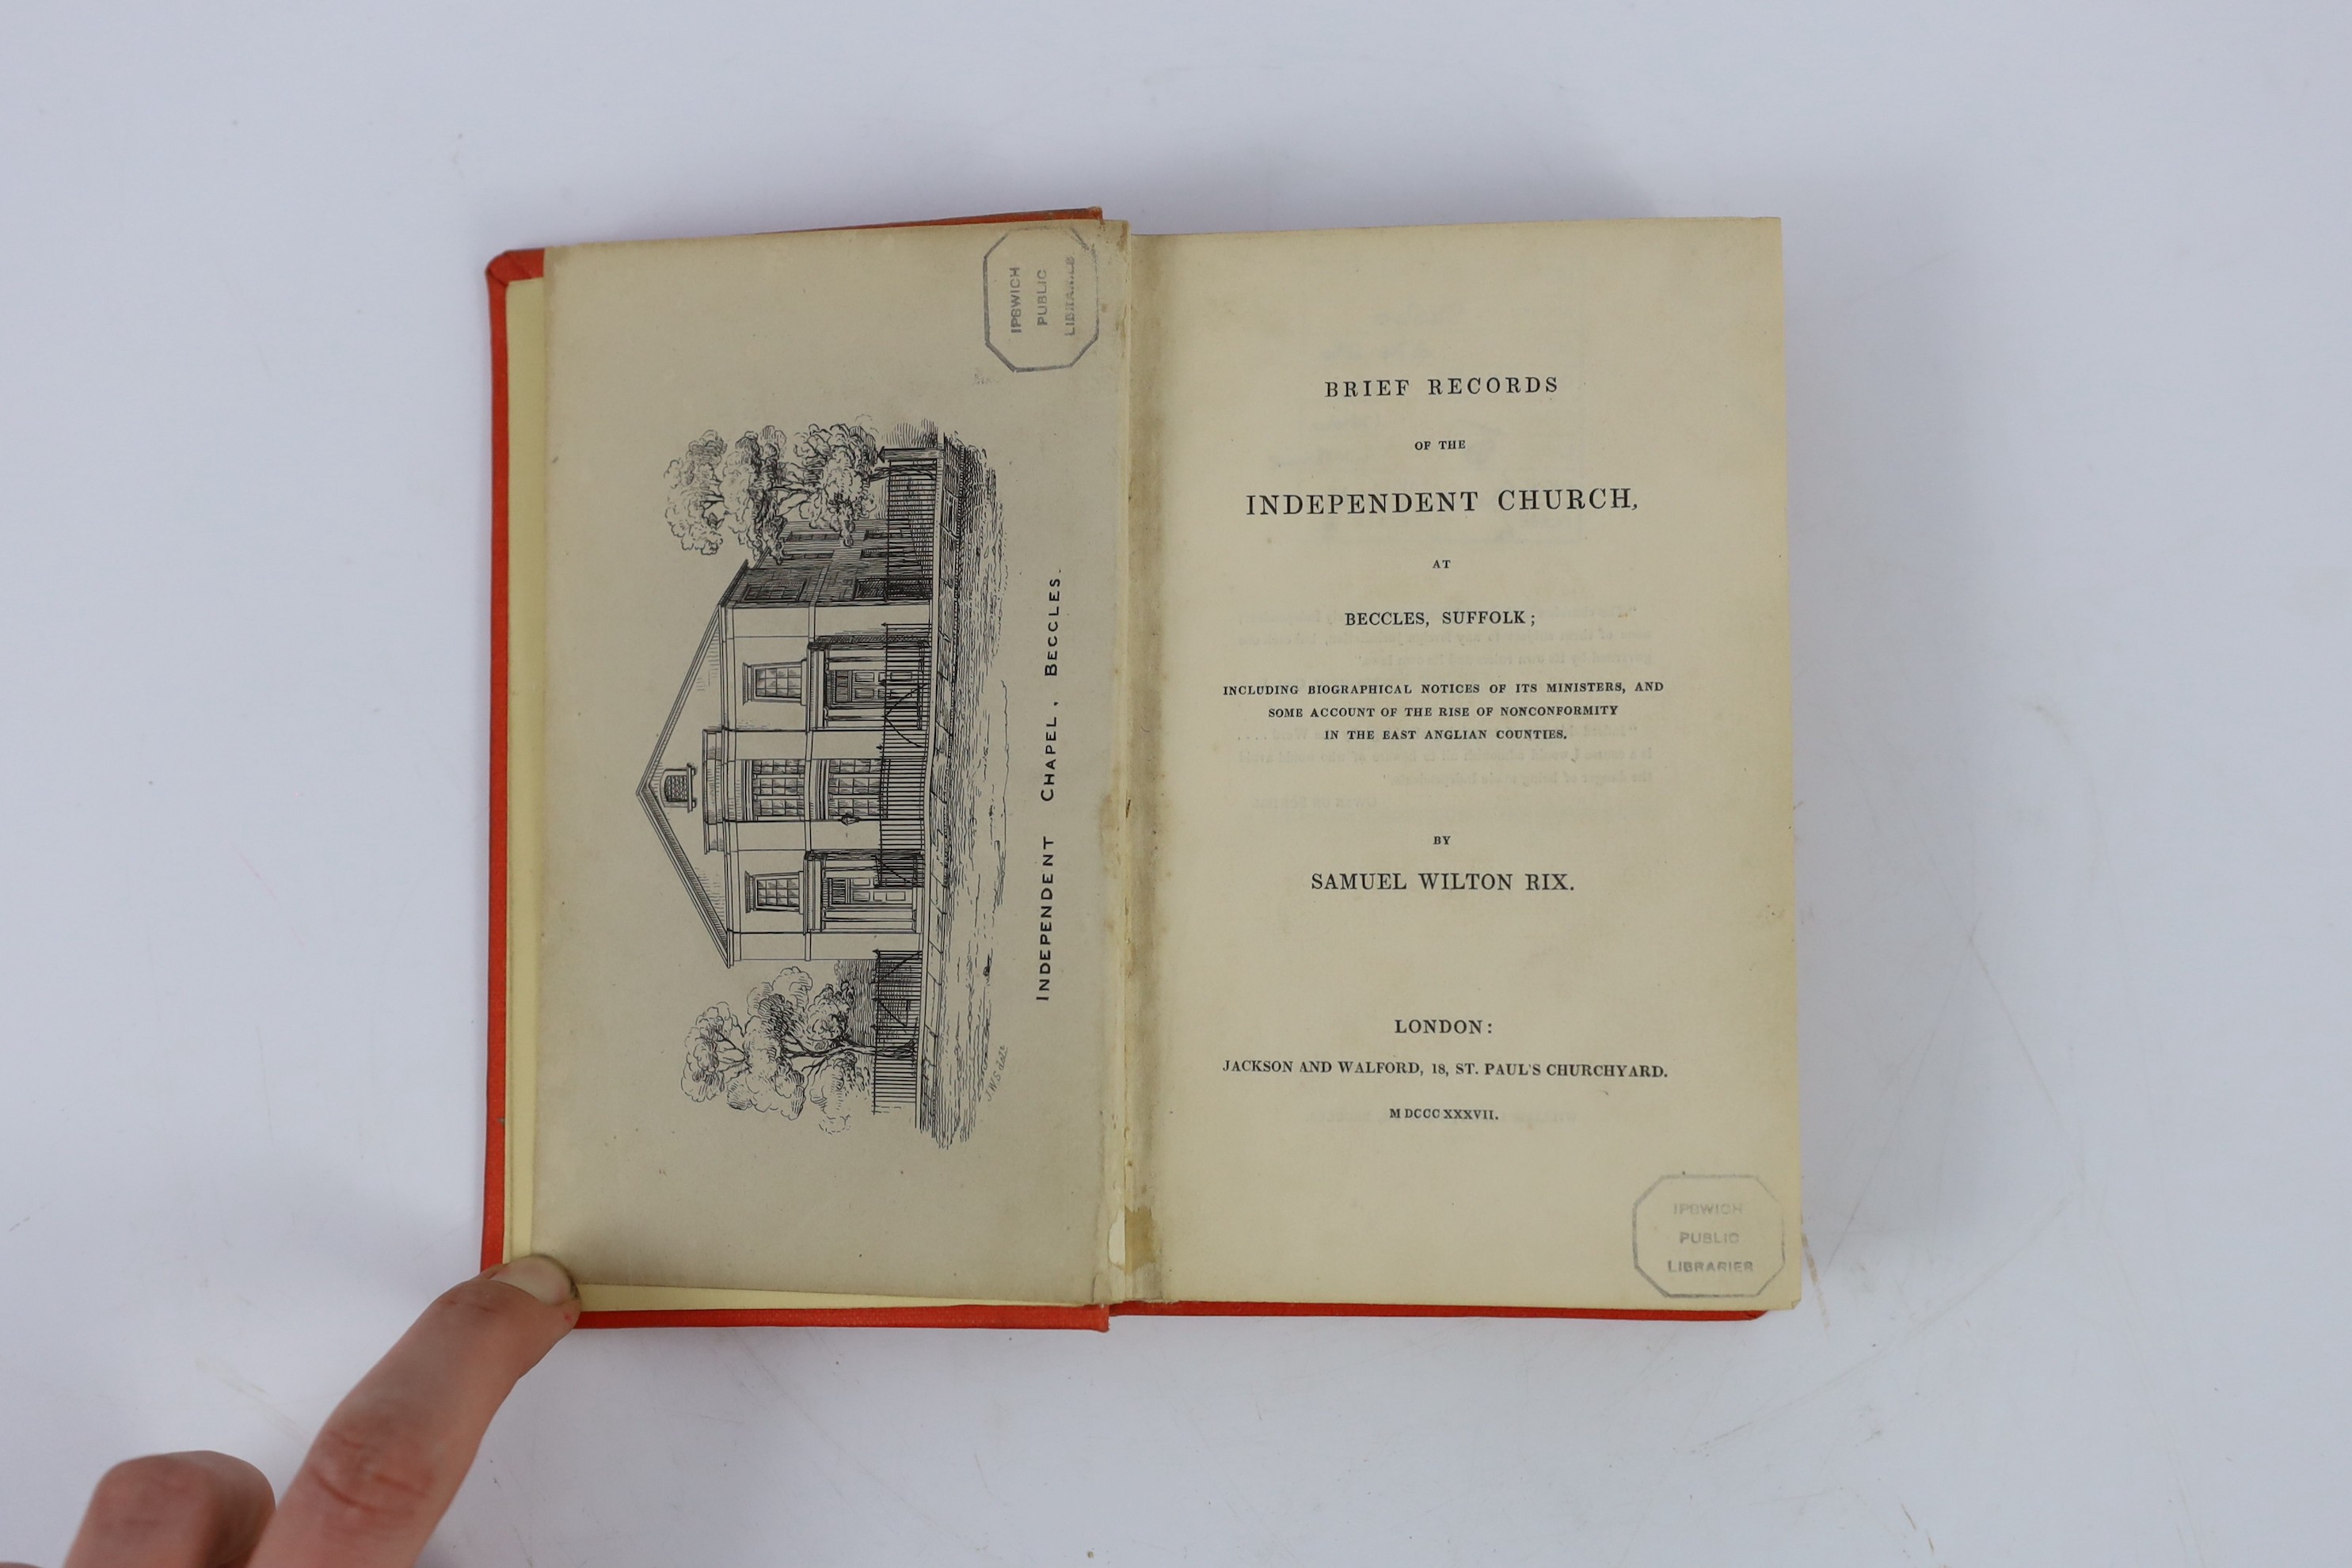 IPSWICH
PUBLIC
LIBRARIES
INDEPENDENT CHAPEL, BECCLES.
BRIEF RECORDS
OF THE
INDEPENDENT CHURCH,
AT
BECCLES, SUFFOLK;
INCLUDING BIOGRAPHICAL NOTICES OF ITS MINISTERS, AND
SOME ACCOUNT OF THE RISE OF NONCONFORMITY
IN THE EAST ANGLIAN COUNTIES.
BY
SAMUEL WILTON RIX.
LONDON:
JACKSON AND WALFORD, 18, ST. PAUL'S CHURCHYARD.
MDCCCXXXVII.
IPSWICH
PUBLIC
LIBRARIES